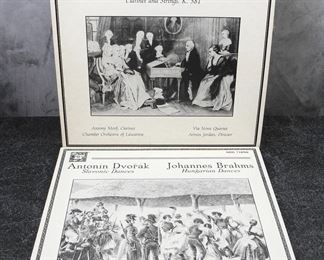 Clarinet and Strings, K. 581
Antony Morf, Clarinet
Chamber Orchestra of Lausanne
Via Nova Quartet
Armin Jordan, Director
Antonín Dvořák
Slavonic Dances
Johannes Brahms
Hungarian Dances